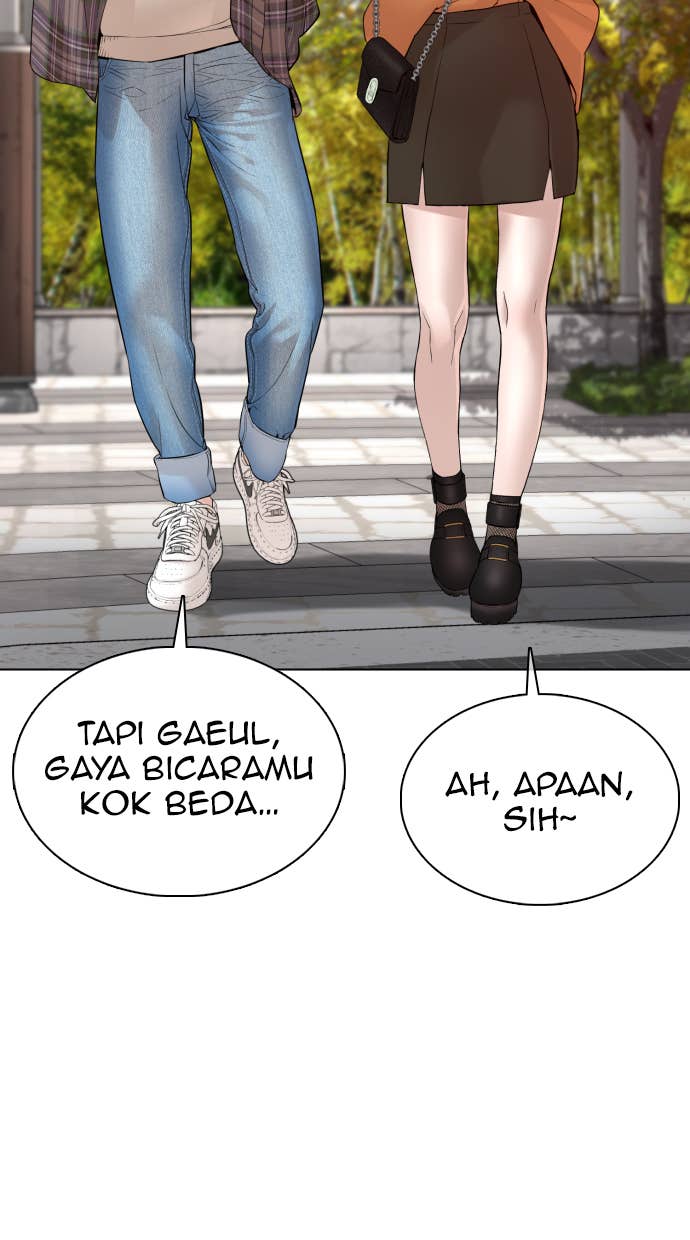 TAPI GAEUL,
GAYA BICARAMU
KOK BEDA...
AH, APAAN,
SIH~